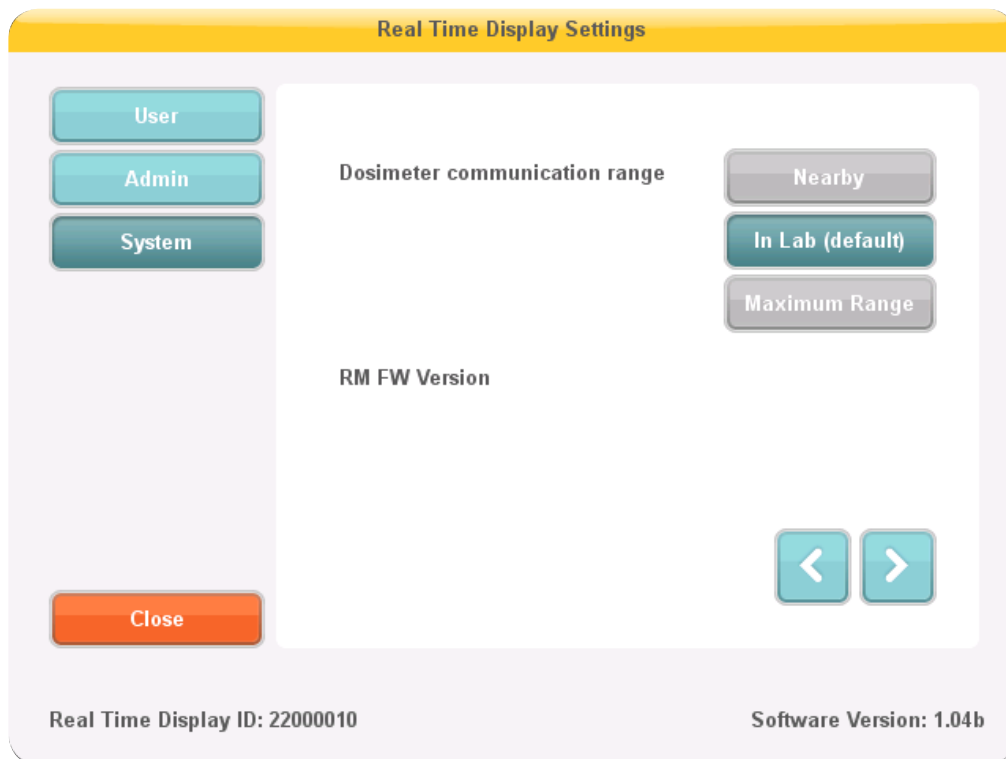 Real Time Display Settings
User
Admin
System
Dosimeter communication range
Nearby
In Lab (default)
Maximum Range
RM FW Version
Close
Real Time Display ID: 22000010
Software Version: 1.04b